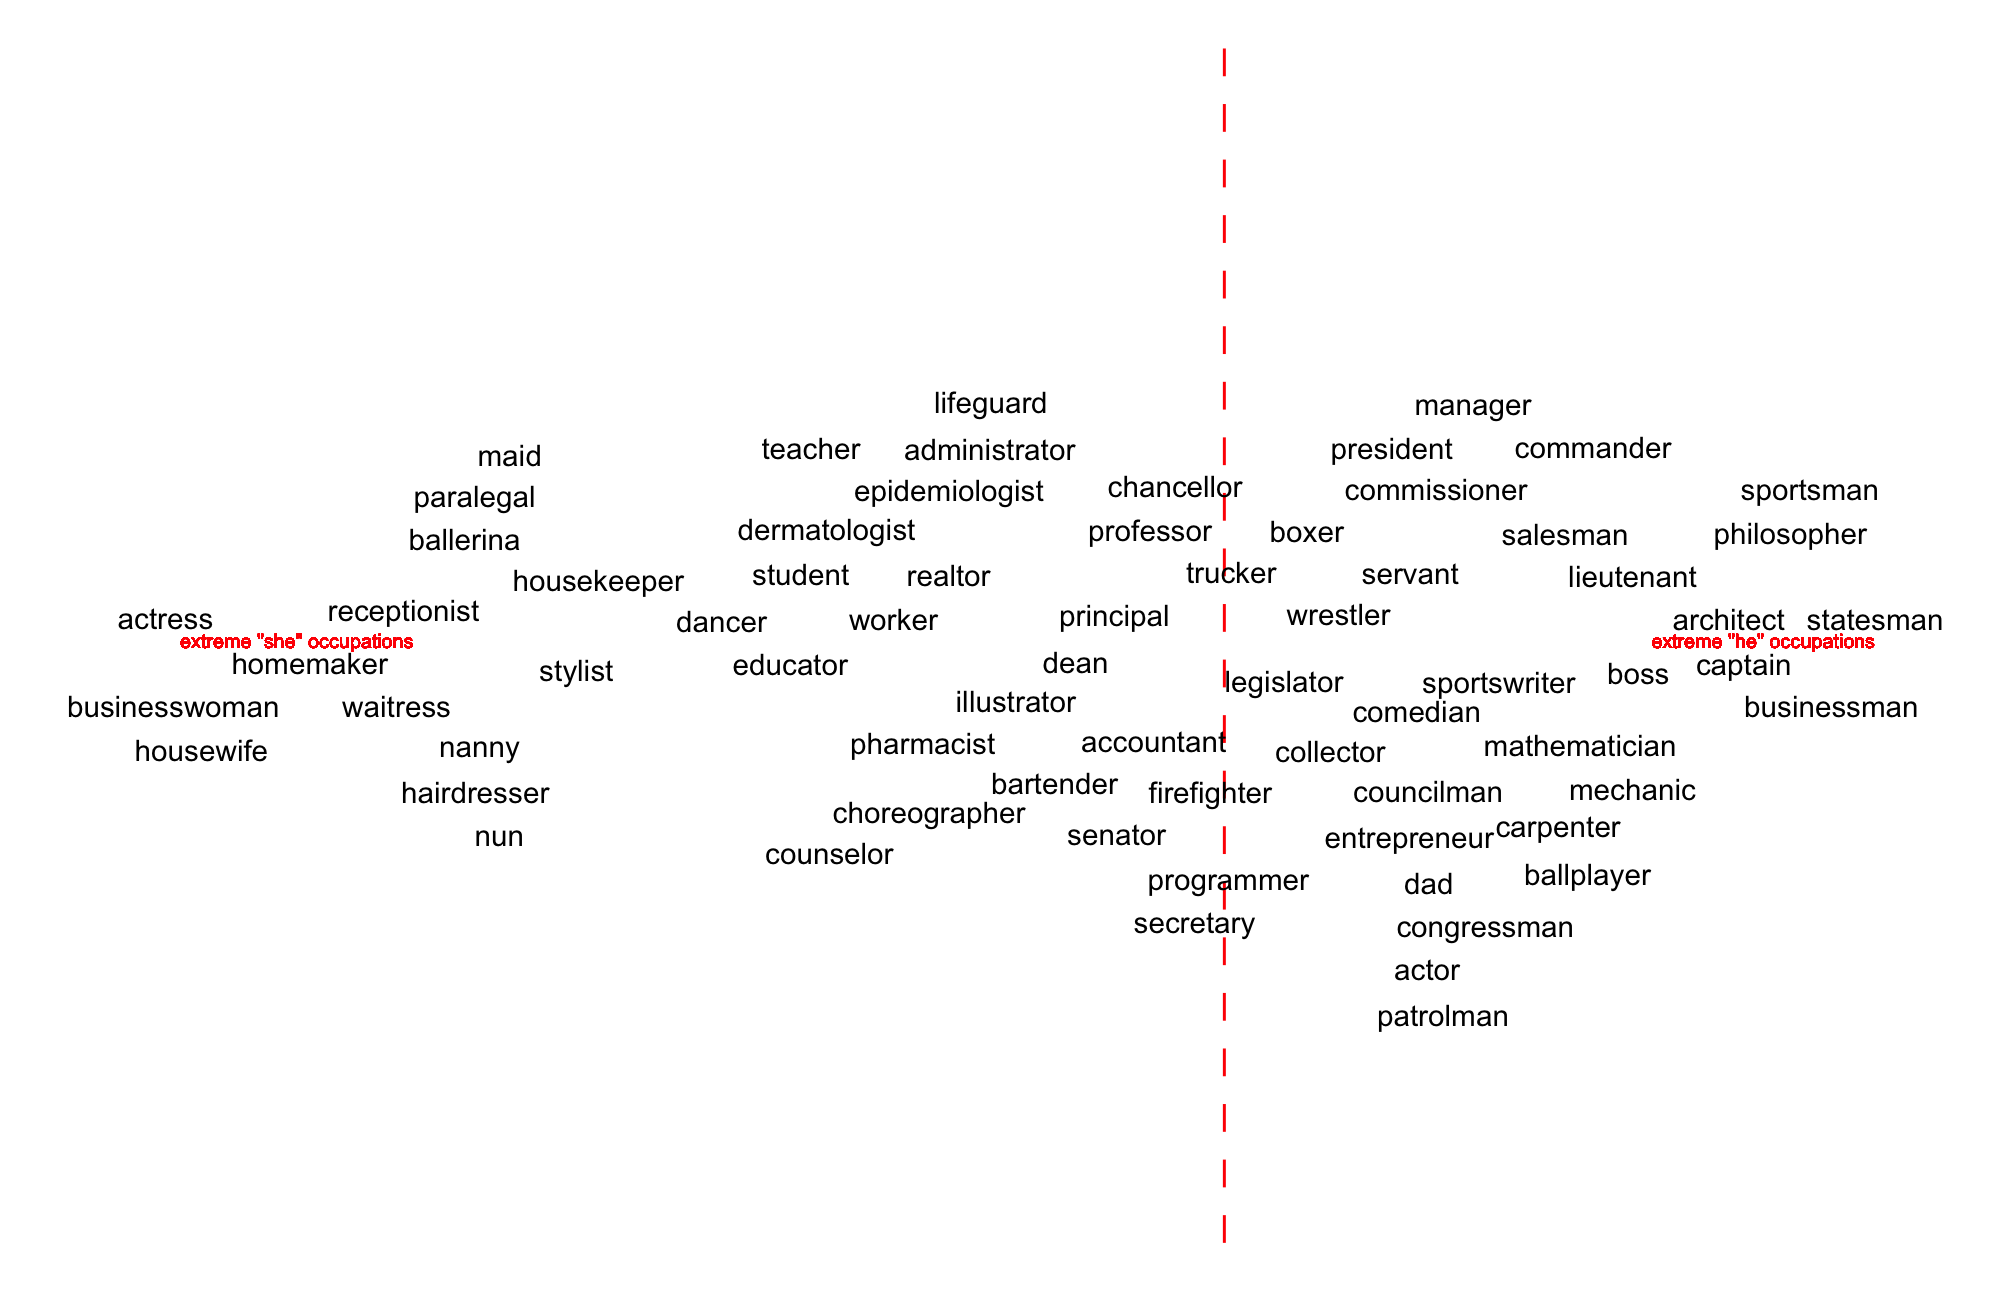 lifeguard
manager
maid
teacher
administrator
president
commander
paralegal
epidemiologist
chancellor
commissioner
sportsman
ballerina
dermatologist
professor
boxer
salesman
philosopher
housekeeper
student
realtor
trucker
servant
lieutenant
actress
receptionist
dancer
worker
principal
wrestler
architect
statesman
extreme "she" occupations
extreme "he" occupations
homemaker
stylist
educator
dean
legislator
sportswriter
boss
captain
businesswoman
waitress
illustrator
comedian
businessman
housewife
nanny
pharmacist
accountant
collector
mathematician
hairdresser
bartender
firefighter
councilman
mechanic
choreographer
nun
senator
entrepreneur
carpenter
counselor
programmer
dad
ballplayer
secretary
congressman
actor
patrolman